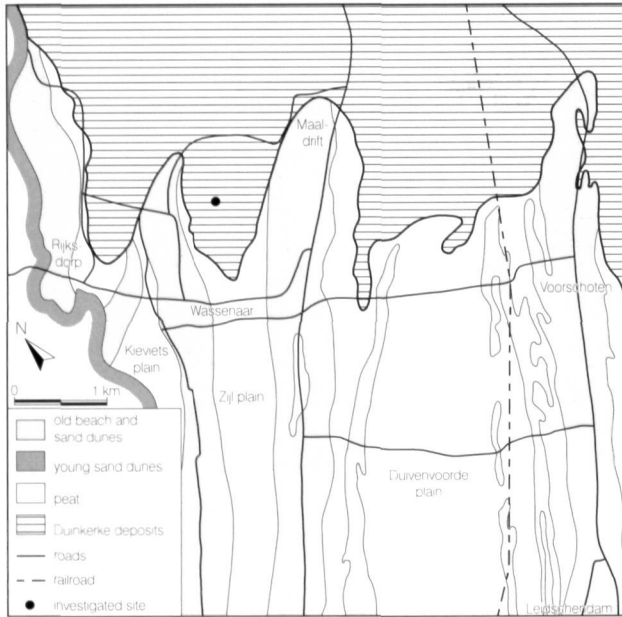 Maal-
drift
Rijks-
dorp
Voorschoten
Wassenaar
N
Kieviets
plain
0 1 km
Zijl plain
old beach and
sand dunes
young sand dunes
Duivenvoorde
plain
peat
Duinkerke deposits
roads
railroad
investigated site
Leidschendam